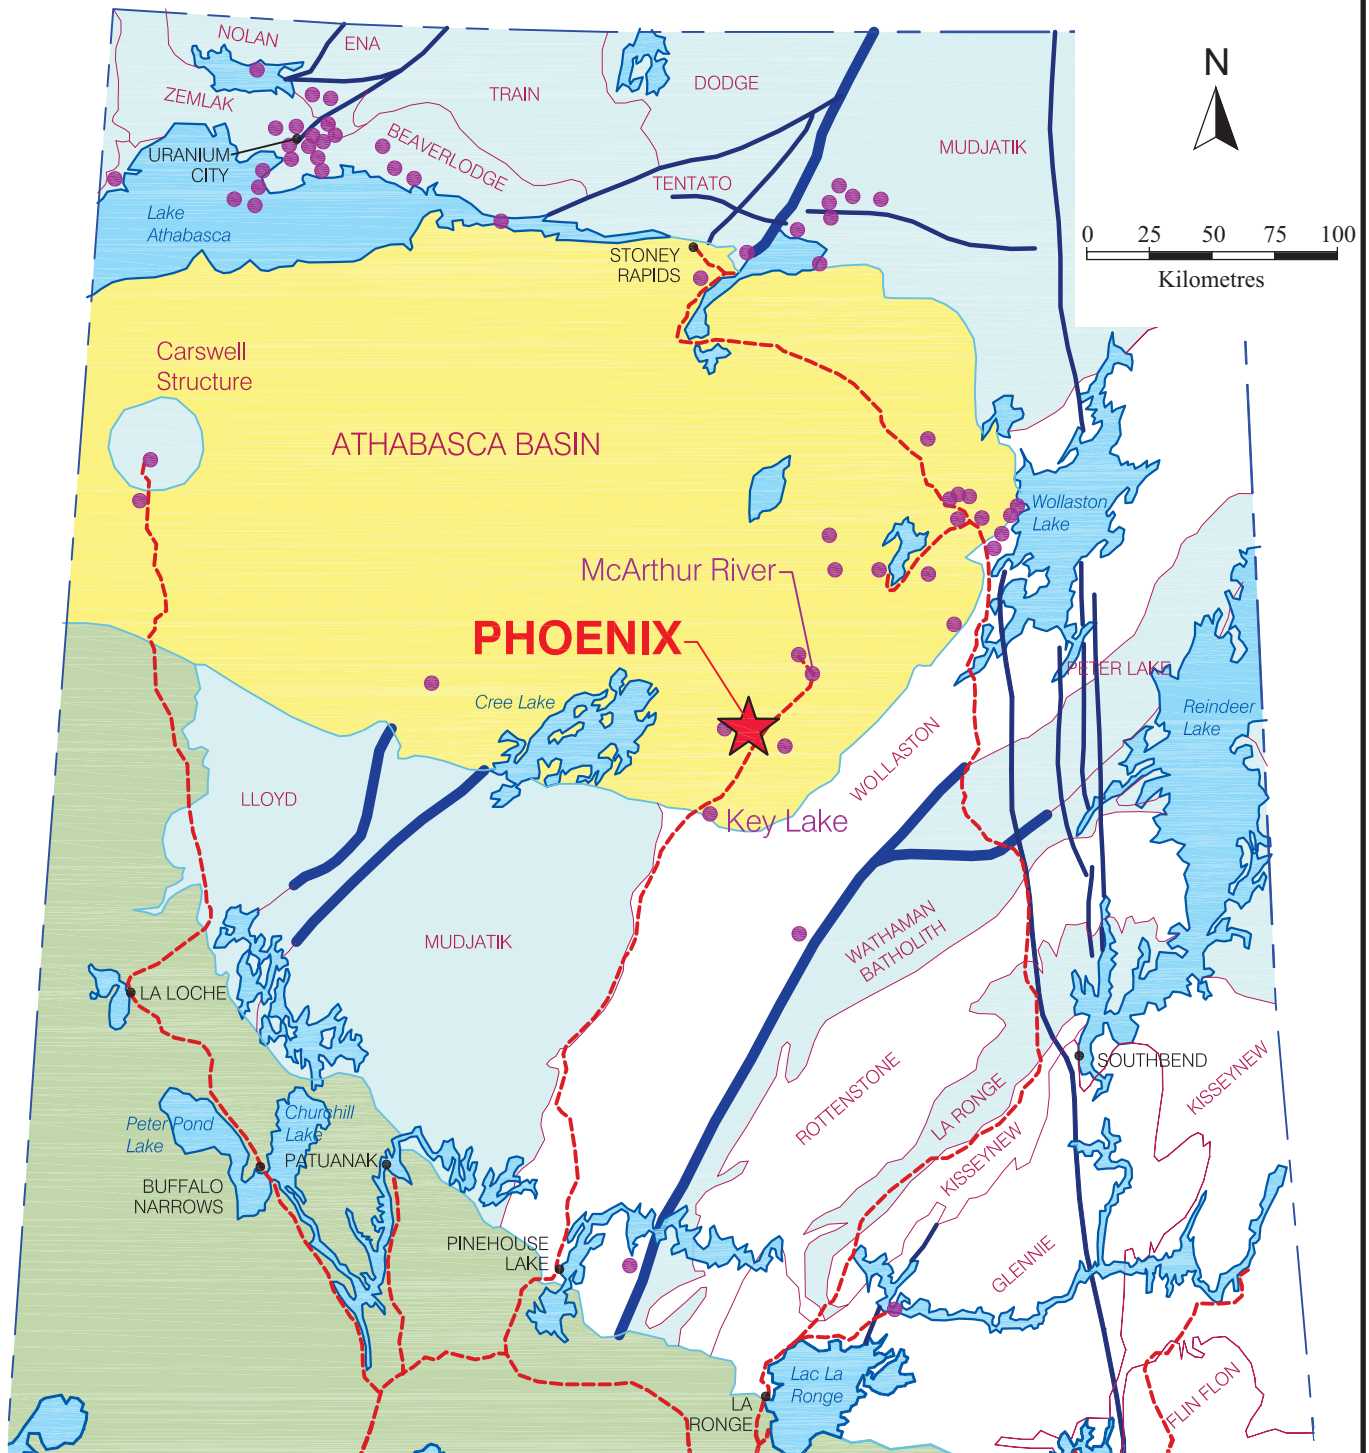 NOLAN
ENA
ZEMLAK
TRAIN
DODGE
BEAVERLODGE
URANIUM
CITY
TENTATO
MUDJATIK
N
0 25 50 75 100
Kilometres
Lake
Athabasca
STONEY
RAPIDS
Carswell
Structure
ATHABASCA BASIN
Wollaston
Lake
McArthur River
PHOENIX
Cree Lake
PETER LAKE
Reindeer
Lake
WOLLASTON
LLOYD
Key Lake
MUDJATIK
WATHAMAN
BATHOLITH
LA LOCHE
SOUTHBEND
KISSEYNEW
ROTTENSTONE
LA RONGE
KISSEYNEW
Peter Pond
Lake
Churchill
Lake
PATUANAK
BUFFALO
NARROWS
PINEHOUSE
LAKE
GLENNIE
Lac La
Ronge
LA
RONGE
FLIN FLON